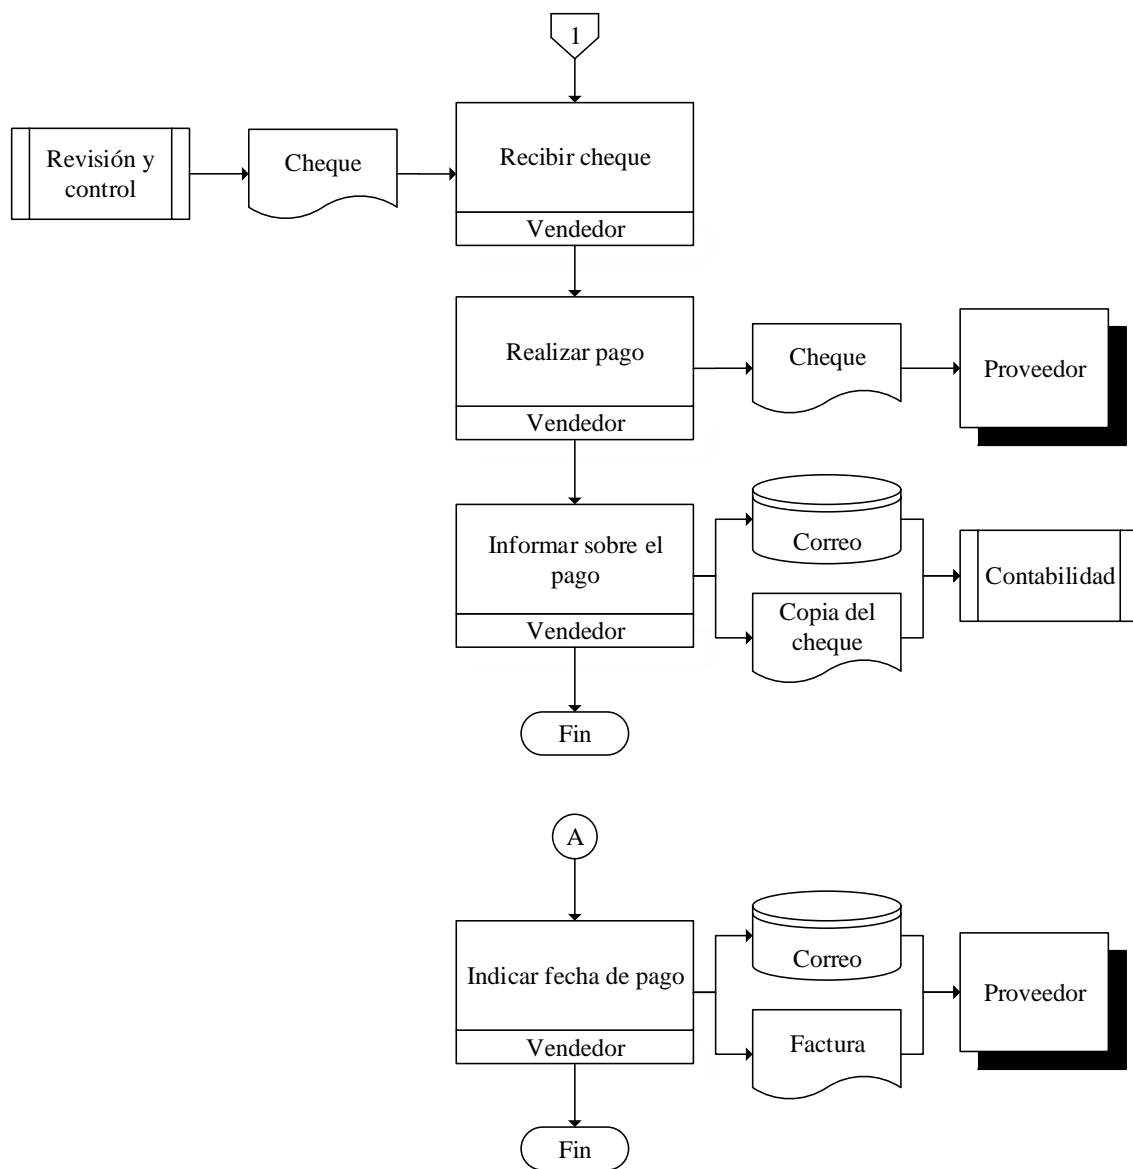 1
Revisión y
control
Cheque
Recibir cheque
Vendedor
Realizar pago
Vendedor
Cheque
Proveedor
Informar sobre el
pago
Vendedor
Correo
Copia del
cheque
Contabilidad
Fin
A
Indicar fecha de pago
Vendedor
Correo
Factura
Proveedor
Fin